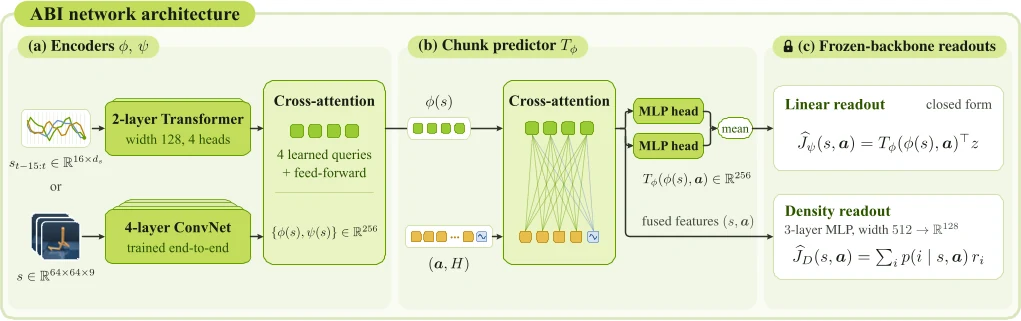 ABI network architecture
(a) Encoders ϕ, ψ
2-layer Transformer
width 128, 4 heads
s_{t−15:t} ∈ ℝ^{16×d_s}
or
4-layer ConvNet
trained end-to-end
s ∈ ℝ^{64×64×9}
Cross-attention
4 learned queries
+ feed-forward
{ϕ(s), ψ(s)} ∈ ℝ^{256}
(b) Chunk predictor T_ϕ
ϕ(s)
(𝒂, H)
Cross-attention
MLP head
MLP head
mean
T_ϕ(ϕ(s), 𝒂) ∈ ℝ^{256}
fused features (s, 𝒂)
(c) Frozen-backbone readouts
Linear readout closed form
Ĵ_ψ(s, 𝒂) = T_ϕ(ϕ(s), 𝒂)^⊤ z
Density readout
3-layer MLP, width 512 → ℝ^{128}
Ĵ_D(s, 𝒂) = ∑_i p(i | s, 𝒂) r_i